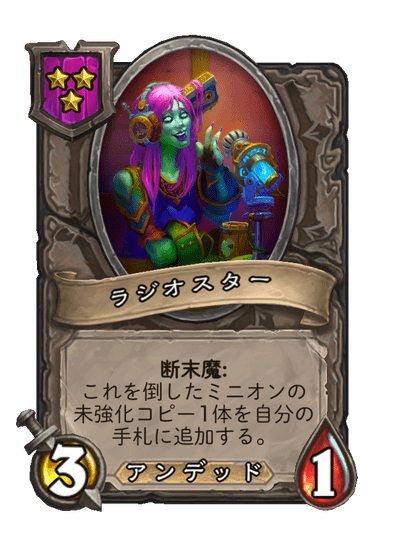 ラジオスター
断末魔:
これを倒したミニオンの
未強化コピー1体を自分の
手札に追加する。
3
アンデッド
1